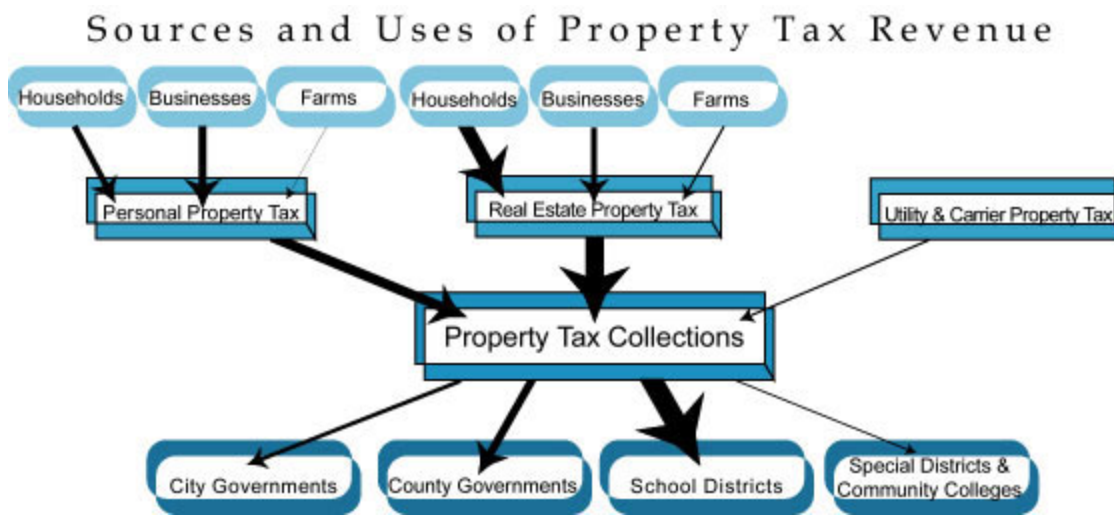 Sources and Uses of Property Tax Revenue
Households
Businesses
Farms
Households
Businesses
Farms
Personal Property Tax
Real Estate Property Tax
Utility & Carrier Property Tax
Property Tax Collections
City Governments
County Governments
School Districts
Special Districts &
Community Colleges